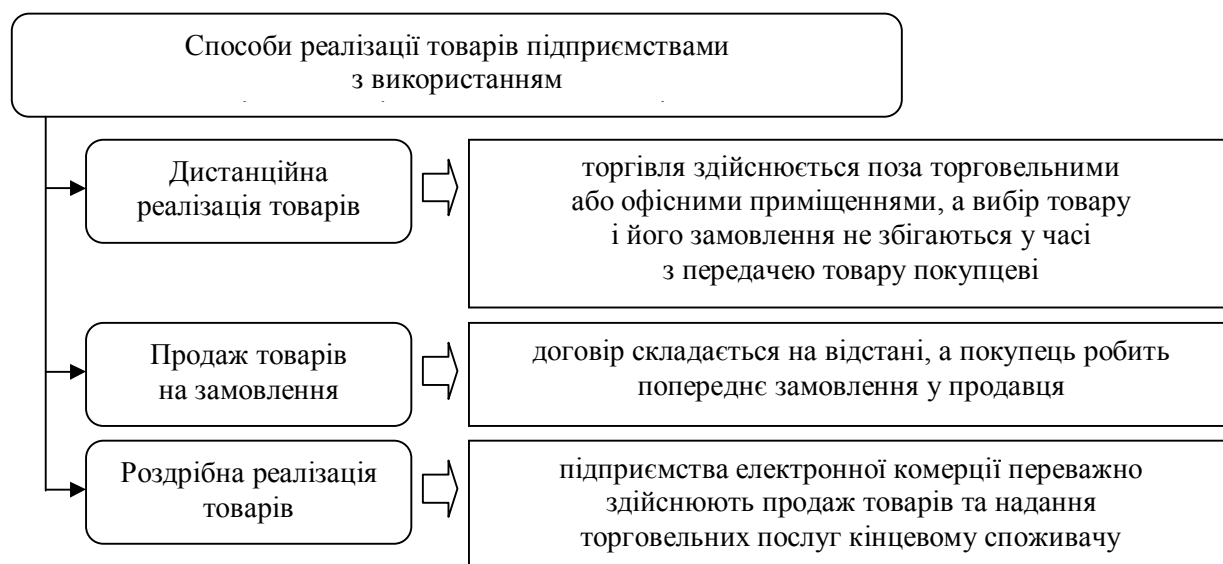 Способи реалізації товарів підприємствами
з використанням
Дистанційна
реалізація товарів
торгівля здійснюється поза торговельними
або офісними приміщеннями, а вибір товару
і його замовлення не збігаються у часі
з передачею товару покупцеві
Продаж товарів
на замовлення
договір складається на відстані, а покупець робить
попереднє замовлення у продавця
Роздрібна реалізація
товарів
підприємства електронної комерції переважно
здійснюють продаж товарів та надання
торговельних послуг кінцевому споживачу